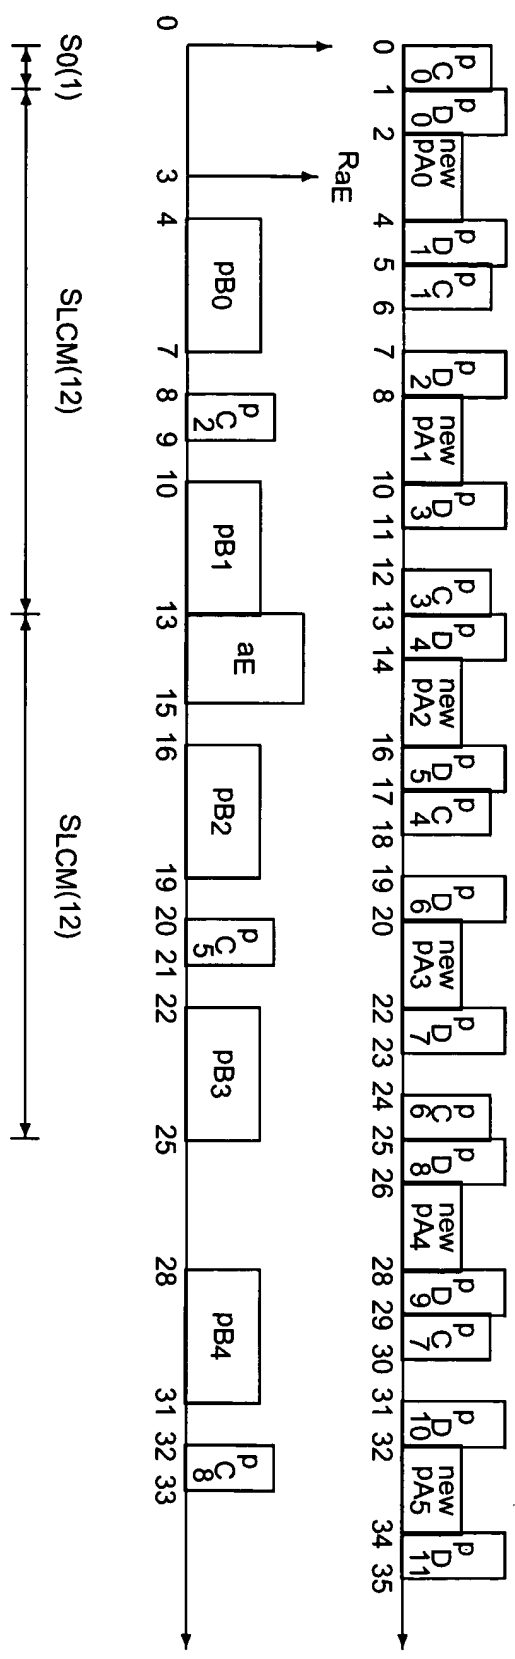 p C 0
p D 0
new pA0
p D 1
p C 1
p D 2
new pA1
p D 3
p C 3
p D 4
new pA2
p D 5
p C 4
p D 6
new pA3
p D 7
p C 6
p D 8
new pA4
p D 9
p C 7
p D 10
new pA5
p D 11
0 1 2 4 5 6 7 8 10 11 12 13 14 16 17 18 19 20 22 23 24 25 26 28 29 30 31 32 34 35
RaE
pB0
p C 2
pB1
aE
pB2
p C 5
pB3
pB4
p C 8
0 3 4 7 8 9 10 13 15 16 19 20 21 22 25 28 31 32 33
S0(1) SLCM(12) SLCM(12)